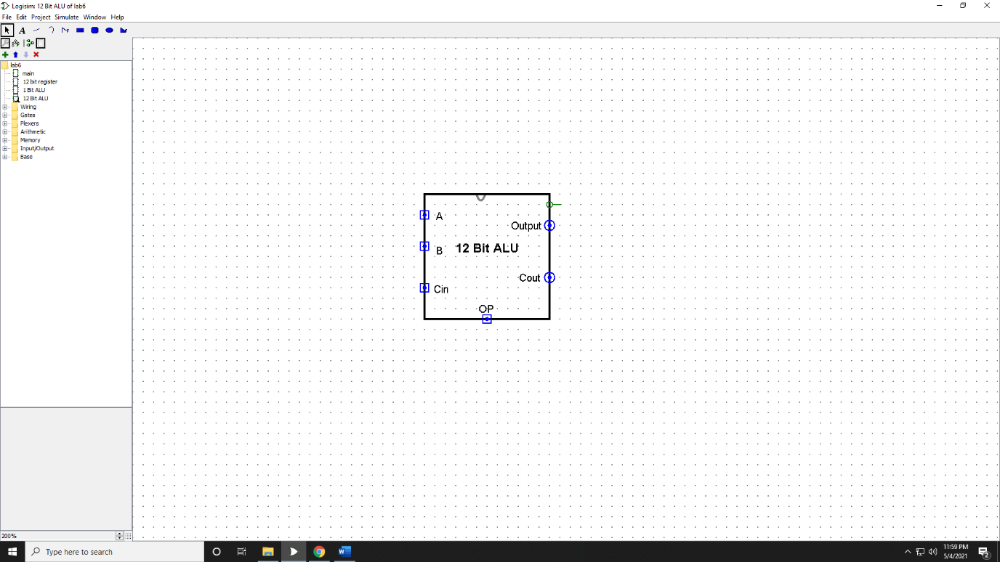 Logisim: 12 Bit ALU of lab6
File Edit Project Simulate Window Help
A
lab6
main
12 bit register
1 Bit ALU
12 Bit ALU
Wiring
Gates
Plexers
Arithmetic
Memory
Input/Output
Base
A
Output
B 12 Bit ALU
Cout
Cin
OP
200%
Type here to search
11:59 PM
5/4/2021
2